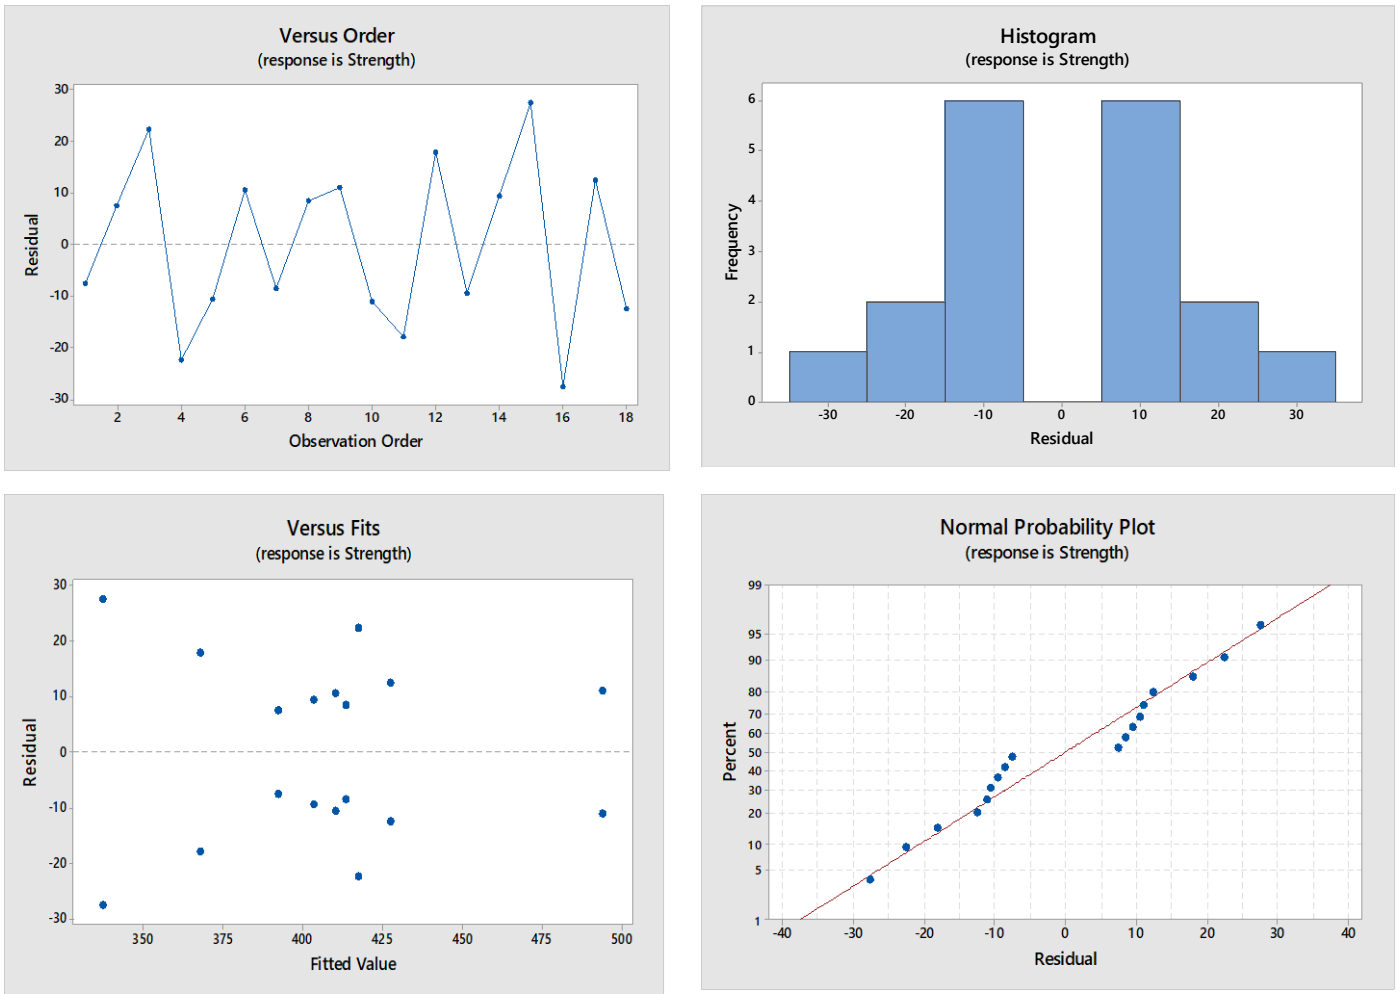 Versus Order
(response is Strength)
30
20
10
0
-10
-20
-30
Residual
2 4 6 8 10 12 14 16 18
Observation Order
Histogram
(response is Strength)
6
5
4
3
2
1
0
Frequency
-30 -20 -10 0 10 20 30
Residual
Versus Fits
(response is Strength)
30
20
10
0
-10
-20
-30
Residual
350 375 400 425 450 475 500
Fitted Value
Normal Probability Plot
(response is Strength)
99
95
90
80
70
60
50
40
30
20
10
5
1
Percent
-40 -30 -20 -10 0 10 20 30 40
Residual